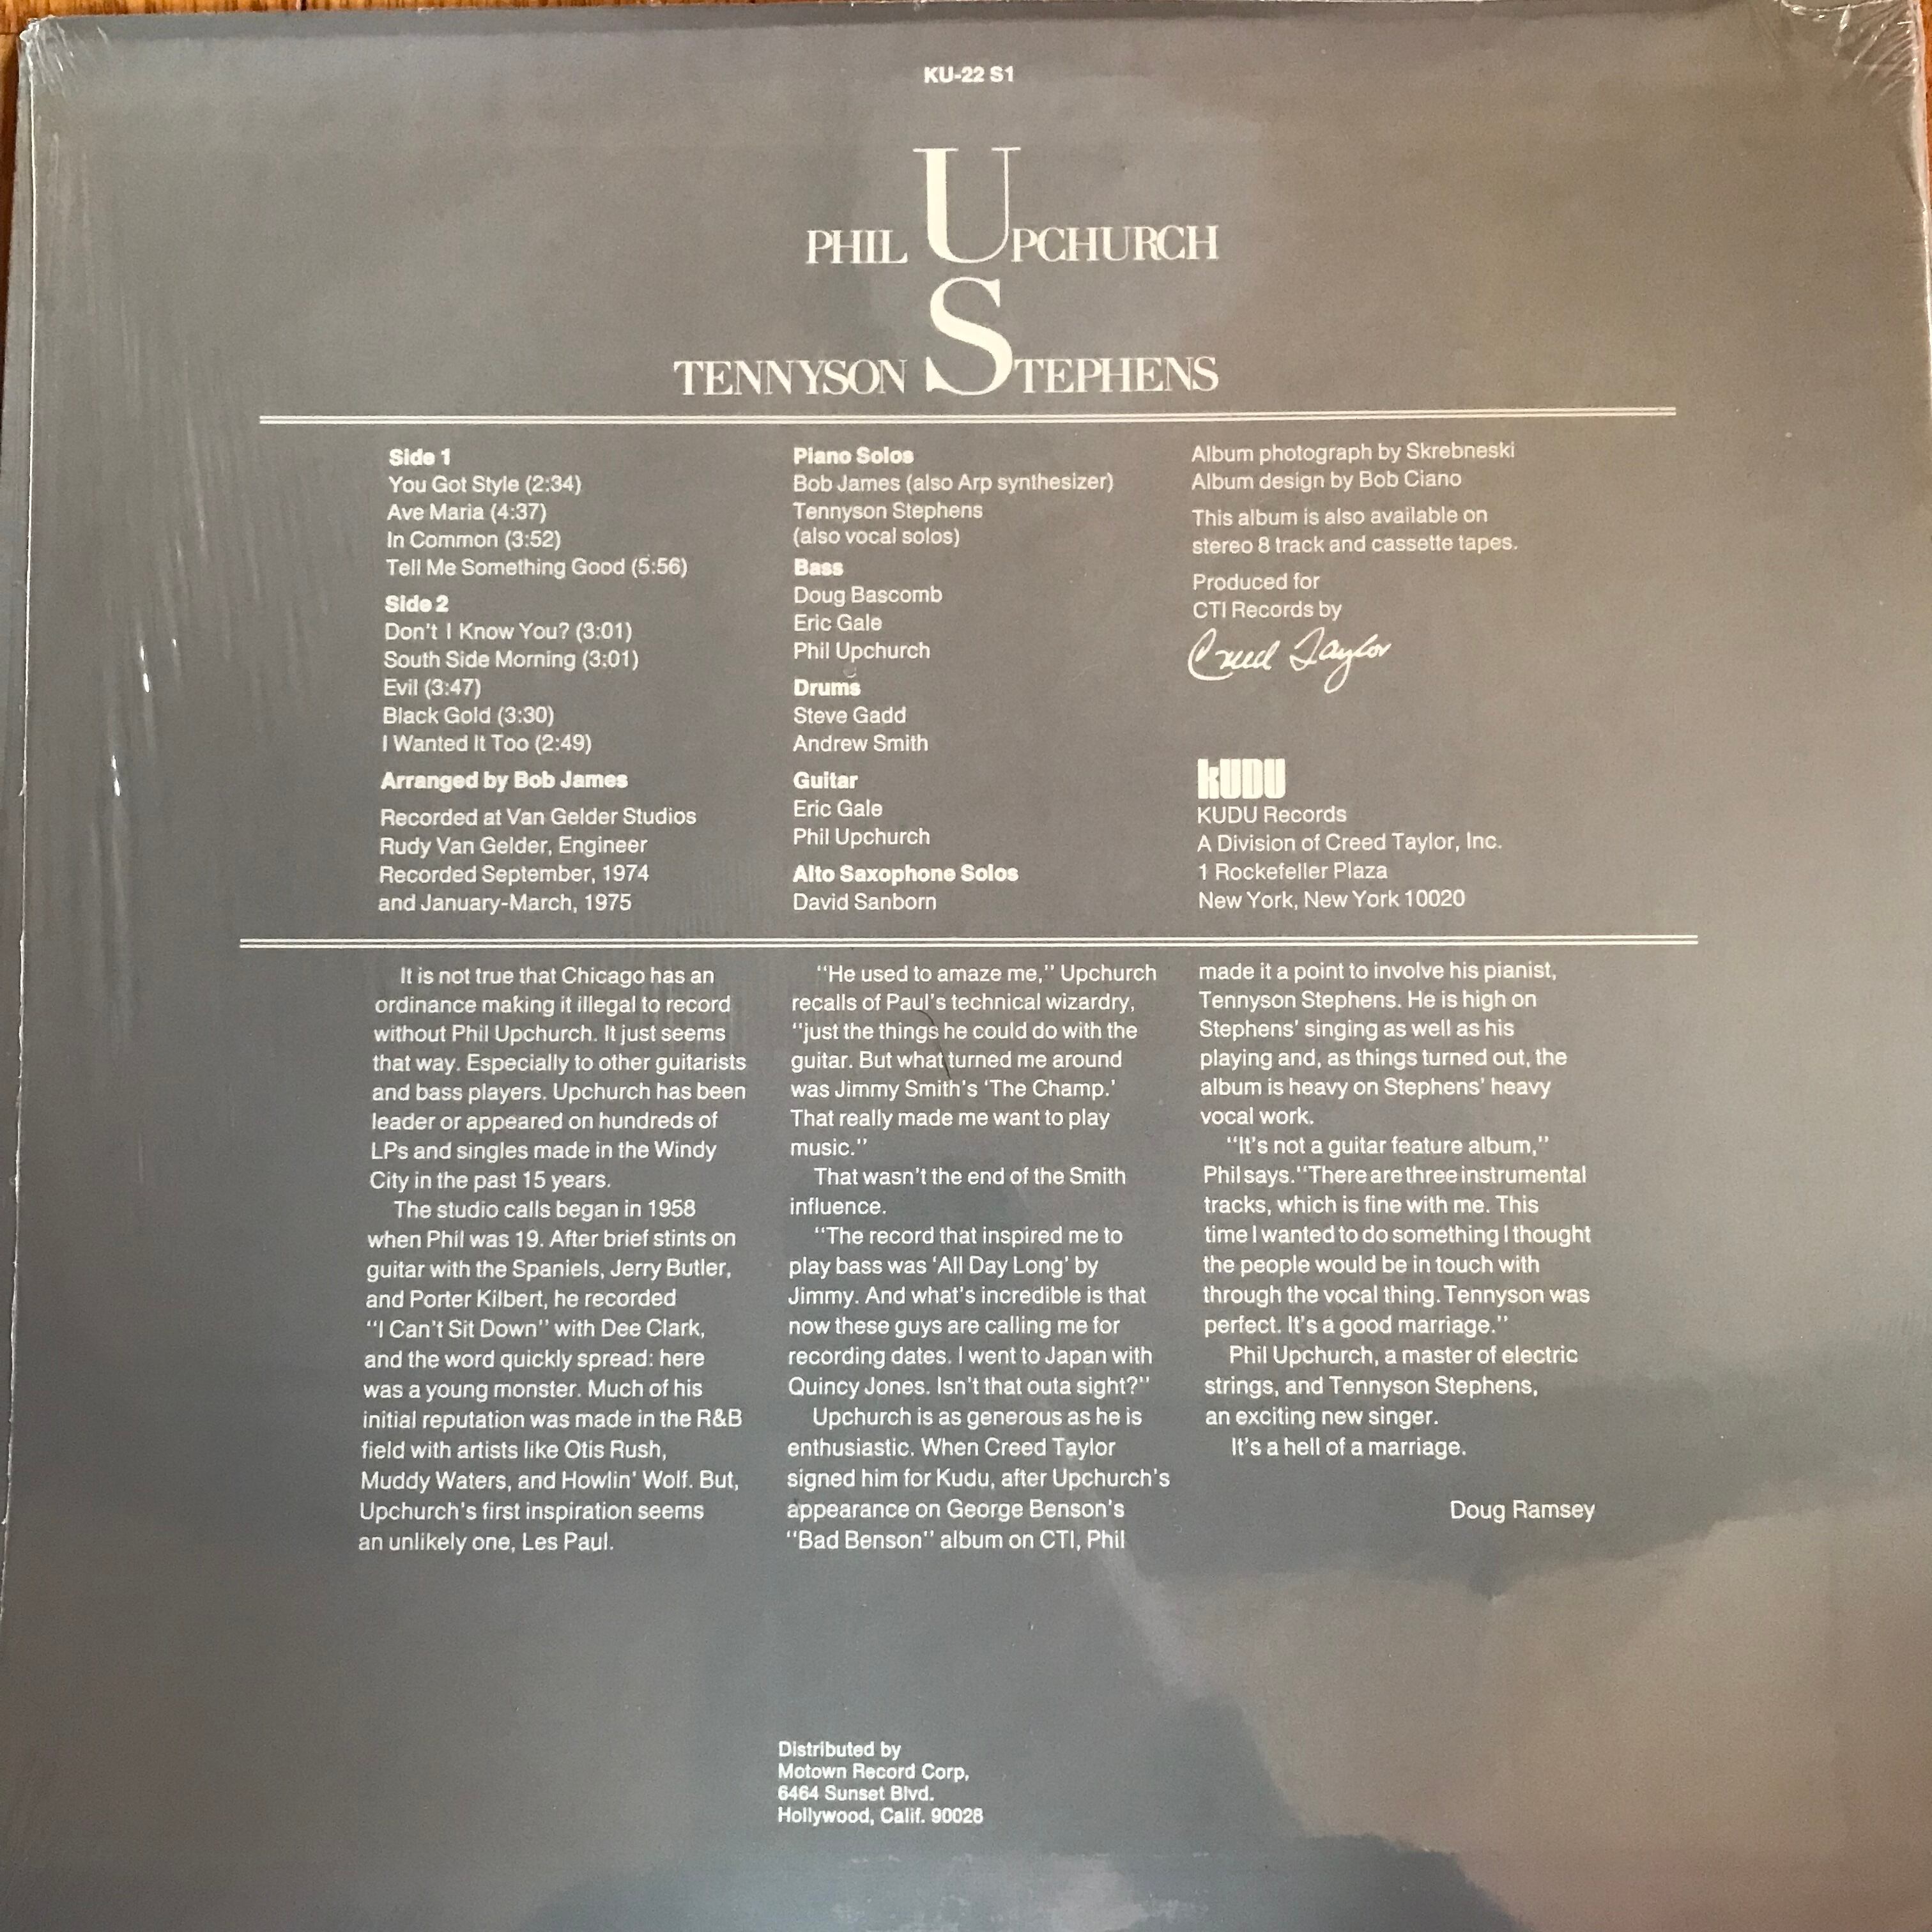 KU-22 S1
PHIL UPCHURCH
TENNYSON STEPHENS
Side 1
You Got Style (2:34)
Ave Maria (4:37)
In Common (3:52)
Tell Me Something Good (5:56)
Side 2
Don't I Know You? (3:01)
South Side Morning (3:01)
Evil (3:47)
Black Gold (3:30)
I Wanted It Too (2:49)
Arranged by Bob James
Recorded at Van Gelder Studios
Rudy Van Gelder, Engineer
Recorded September, 1974
and January-March, 1975
Piano Solos
Bob James (also Arp synthesizer)
Tennyson Stephens
(also vocal solos)
Bass
Doug Bascomb
Eric Gale
Phil Upchurch
Drums
Steve Gadd
Andrew Smith
Guitar
Eric Gale
Phil Upchurch
Alto Saxophone Solos
David Sanborn
Album photograph by Skrebneski
Album design by Bob Ciano
This album is also available on
stereo 8 track and cassette tapes.
Produced for
CTI Records by
Creed Taylor
kUDU
KUDU Records
A Division of Creed Taylor, Inc.
1 Rockefeller Plaza
New York, New York 10020
It is not true that Chicago has an
ordinance making it illegal to record
without Phil Upchurch. It just seems
that way. Especially to other guitarists
and bass players. Upchurch has been
leader or appeared on hundreds of
LPs and singles made in the Windy
City in the past 15 years.
The studio calls began in 1958
when Phil was 19. After brief stints on
guitar with the Spaniels, Jerry Butler,
and Porter Kilbert, he recorded
"I Can't Sit Down" with Dee Clark,
and the word quickly spread: here
was a young monster. Much of his
initial reputation was made in the R&B
field with artists like Otis Rush,
Muddy Waters, and Howlin' Wolf. But,
Upchurch's first inspiration seems
an unlikely one, Les Paul.
"He used to amaze me," Upchurch
recalls of Paul's technical wizardry,
"just the things he could do with the
guitar. But what turned me around
was Jimmy Smith's 'The Champ.'
That really made me want to play
music."
That wasn't the end of the Smith
influence.
"The record that inspired me to
play bass was 'All Day Long' by
Jimmy. And what's incredible is that
now these guys are calling me for
recording dates. I went to Japan with
Quincy Jones. Isn't that outa sight?"
Upchurch is as generous as he is
enthusiastic. When Creed Taylor
signed him for Kudu, after Upchurch's
appearance on George Benson's
"Bad Benson" album on CTI, Phil
made it a point to involve his pianist,
Tennyson Stephens. He is high on
Stephens' singing as well as his
playing and, as things turned out, the
album is heavy on Stephens' heavy
vocal work.
"It's not a guitar feature album,"
Phil says. "There are three instrumental
tracks, which is fine with me. This
time I wanted to do something I thought
the people would be in touch with
through the vocal thing. Tennyson was
perfect. It's a good marriage."
Phil Upchurch, a master of electric
strings, and Tennyson Stephens,
an exciting new singer.
It's a hell of a marriage.
Doug Ramsey
Distributed by
Motown Record Corp,
6464 Sunset Blvd.
Hollywood, Calif. 90028